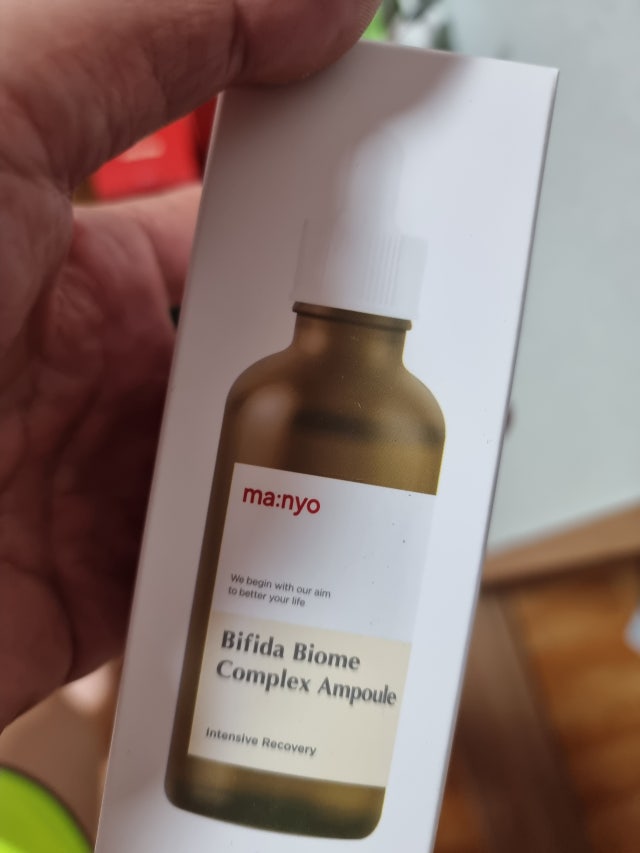 ma:nyo
We begin with our aim
to better your life
Bifida Biome
Complex Ampoule
Intensive Recovery